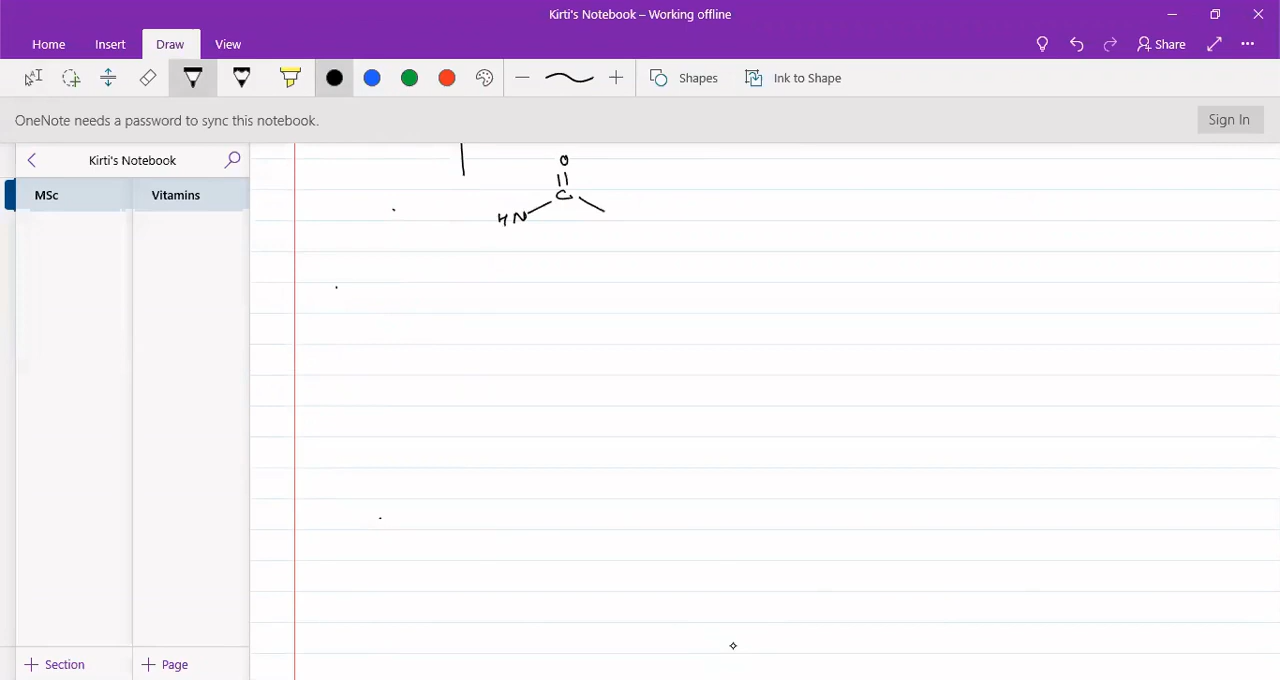 Kirti's Notebook – Working offline
Home Insert Draw View Share
Shapes Ink to Shape
OneNote needs a password to sync this notebook. Sign In
Kirti's Notebook
MSc Vitamins
O
C
HN
+ Section + Page